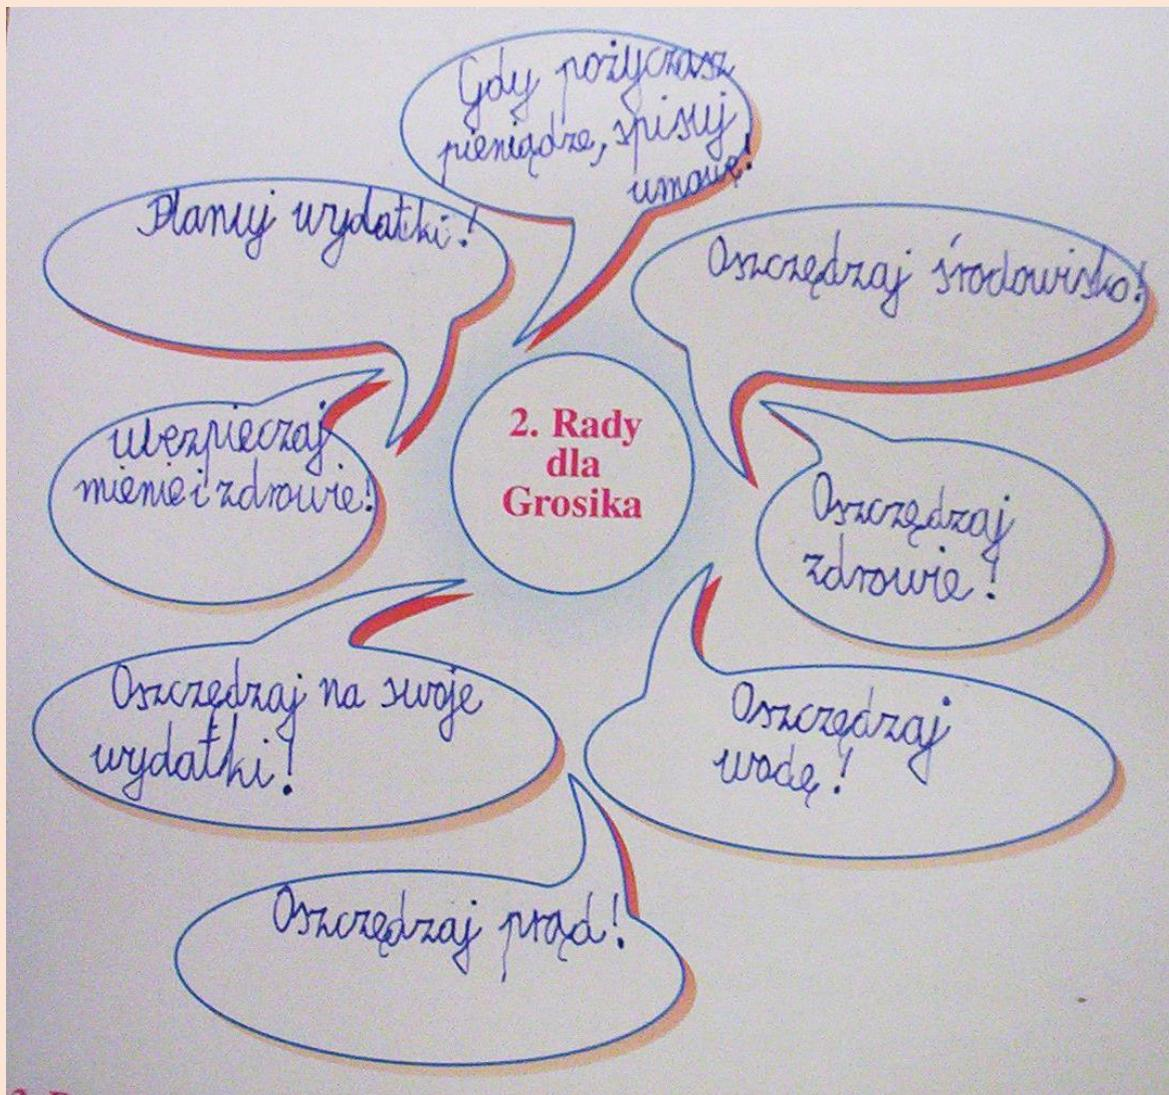 Gdy pożyczasz
pieniądze, spisuj
umowę!
Planuj wydatki!
Oszczędzaj środowisko!
2. Rady
dla
Grosika
ubezpieczaj
mienie i zdrowie!
Oszczędzaj
zdrowie!
Oszczędzaj na swoje
wydatki!
Oszczędzaj
wodę!
Oszczędzaj prąd!